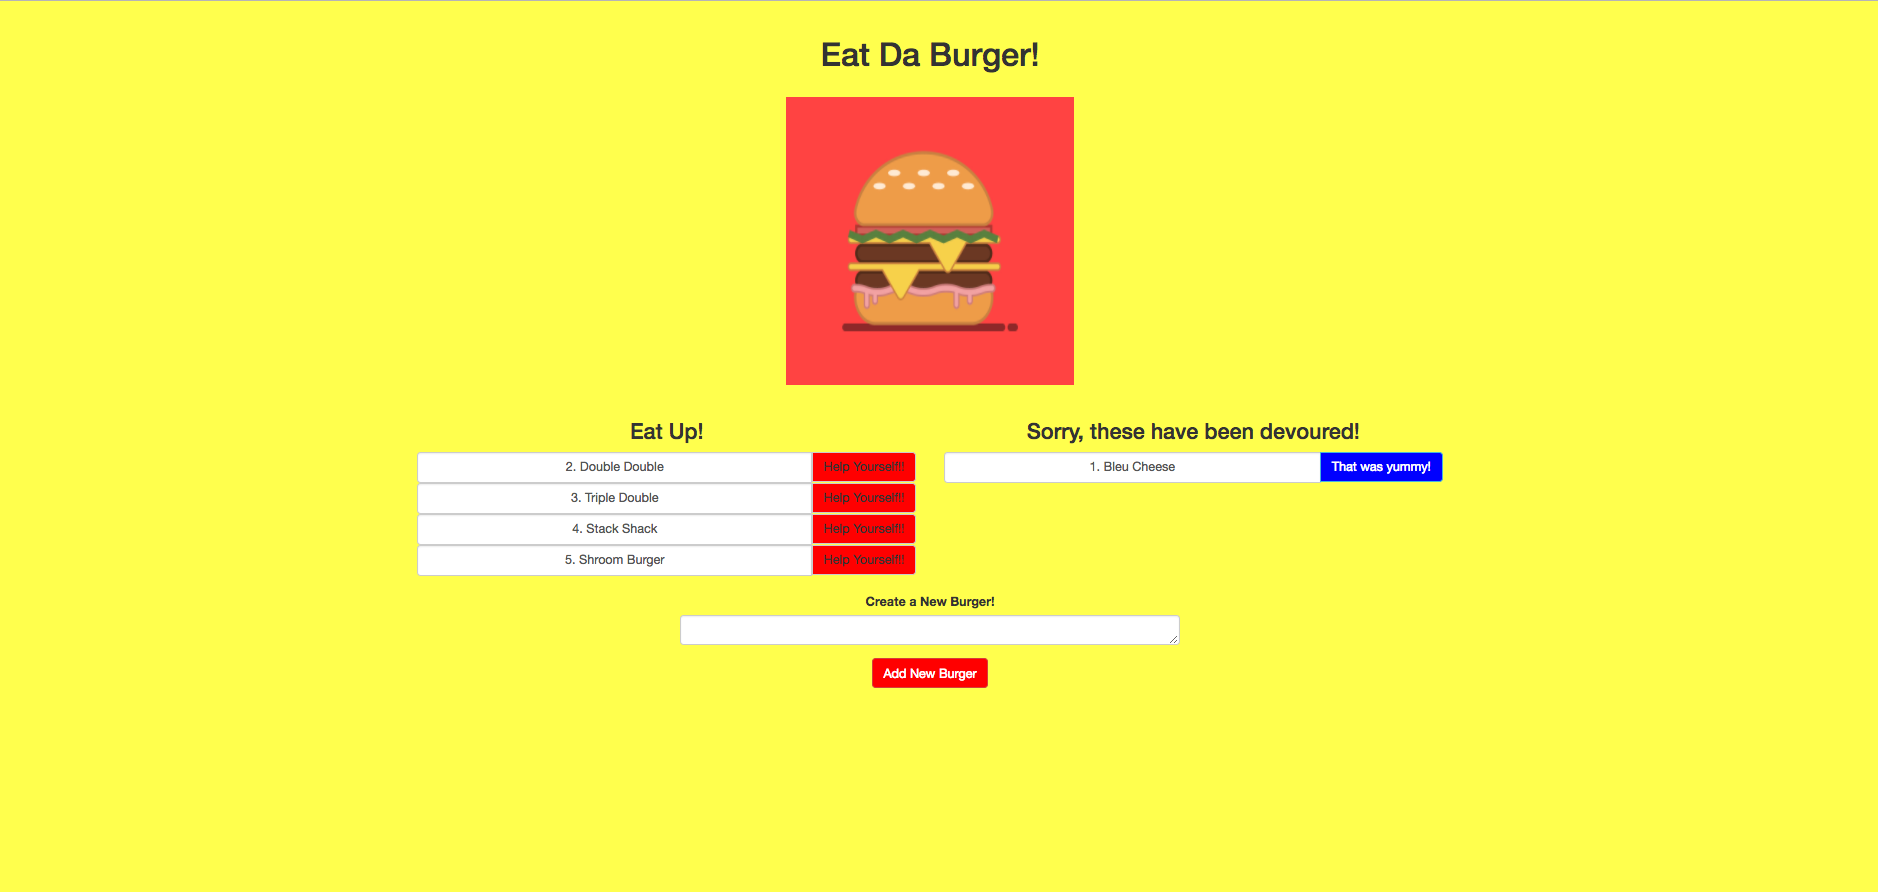 Eat Da Burger!
Eat Up!
2. Double Double Help Yourself!!
3. Triple Double Help Yourself!!
4. Stack Shack Help Yourself!!
5. Shroom Burger Help Yourself!!
Sorry, these have been devoured!
1. Bleu Cheese That was yummy!
Create a New Burger!
Add New Burger